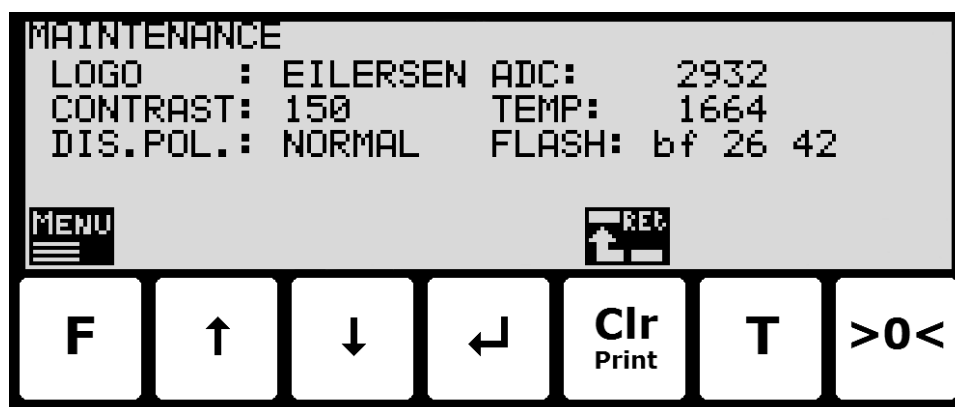 MAINTENANCE
LOGO : EILERSEN ADC: 2932
CONTRAST: 150 TEMP: 1664
DIS.POL.: NORMAL FLASH: bf 26 42
MENU REt
F ↑ ↓ ↵ Clr T >0<
Print